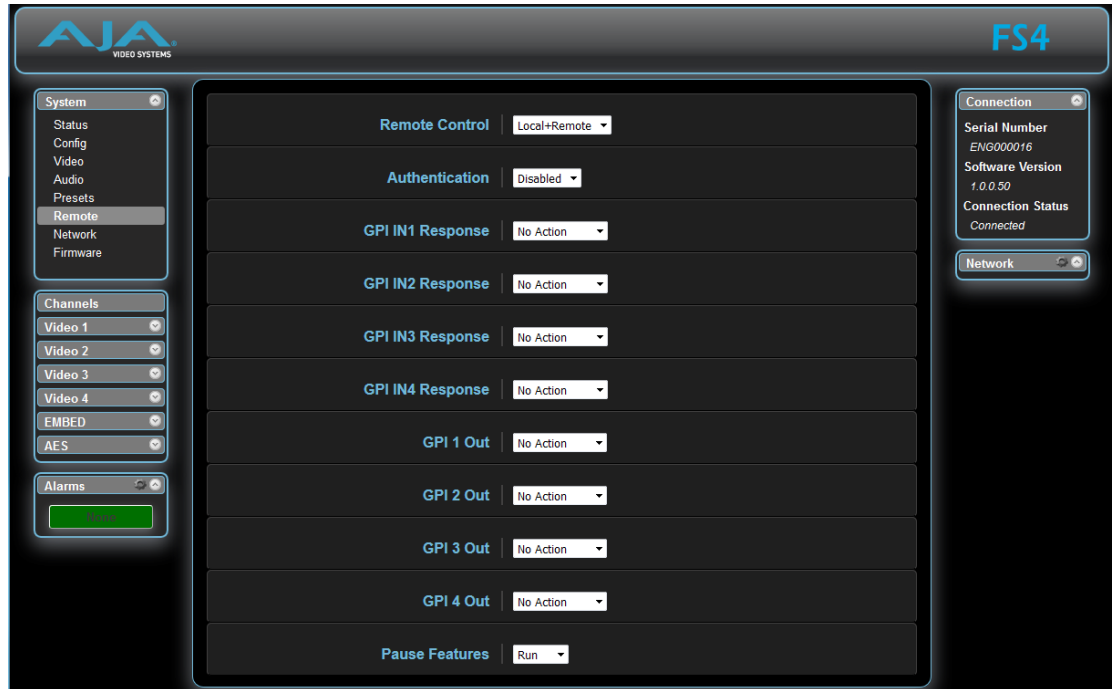 AJA
VIDEO SYSTEMS
FS4
System
Status
Config
Video
Audio
Presets
Remote
Network
Firmware
Channels
Video 1
Video 2
Video 3
Video 4
EMBED
AES
Alarms
None
Remote Control Local+Remote
Authentication Disabled
GPI IN1 Response No Action
GPI IN2 Response No Action
GPI IN3 Response No Action
GPI IN4 Response No Action
GPI 1 Out No Action
GPI 2 Out No Action
GPI 3 Out No Action
GPI 4 Out No Action
Pause Features Run
Connection
Serial Number
ENG000016
Software Version
1.0.0.50
Connection Status
Connected
Network